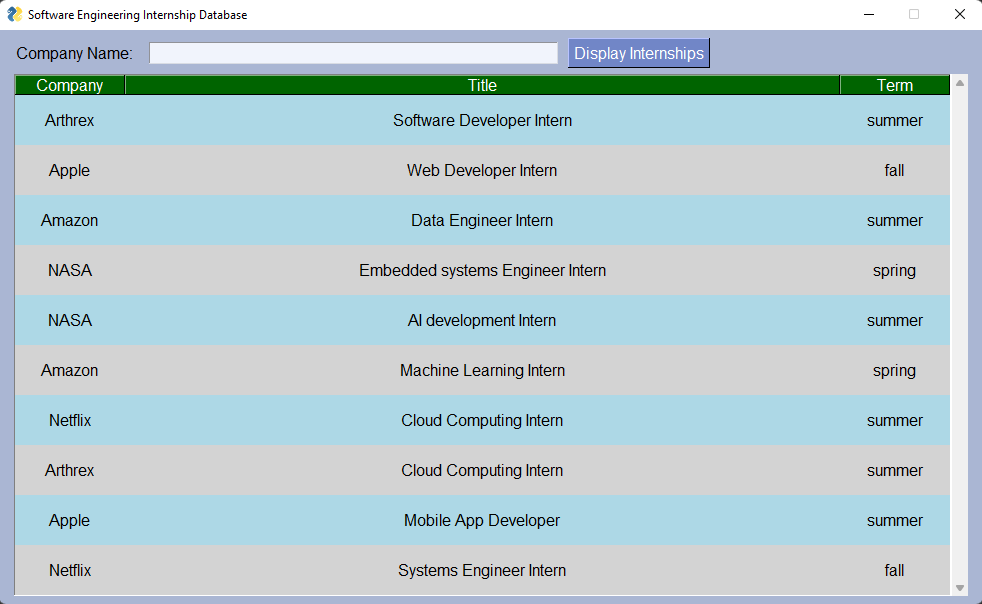 Software Engineering Internship Database
Company Name: Display Internships
Company Title Term
Arthrex Software Developer Intern summer
Apple Web Developer Intern fall
Amazon Data Engineer Intern summer
NASA Embedded systems Engineer Intern spring
NASA AI development Intern summer
Amazon Machine Learning Intern spring
Netflix Cloud Computing Intern summer
Arthrex Cloud Computing Intern summer
Apple Mobile App Developer summer
Netflix Systems Engineer Intern fall